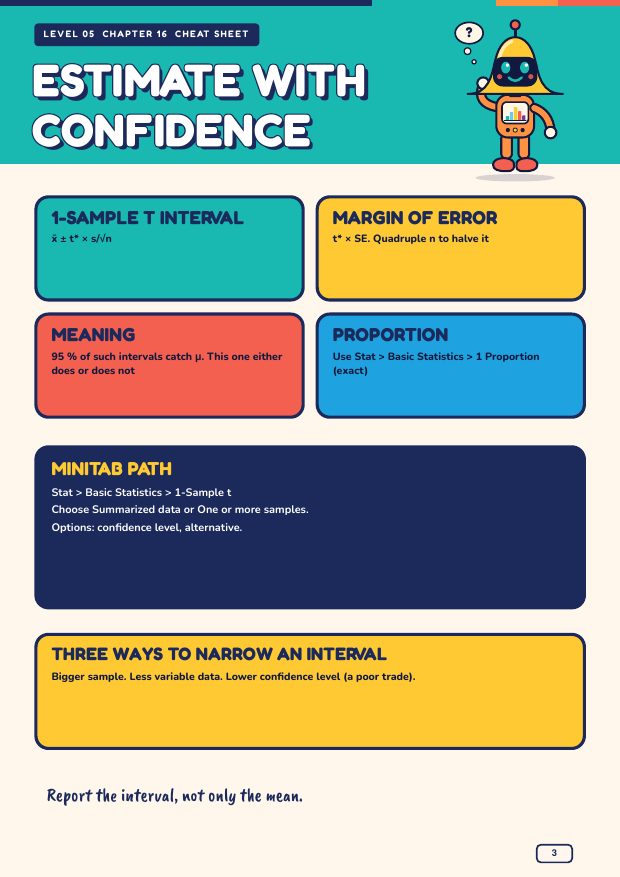 LEVEL 05 CHAPTER 16 CHEAT SHEET
?
ESTIMATE WITH
CONFIDENCE
1-SAMPLE T INTERVAL
x̄ ± t* × s/√n
MARGIN OF ERROR
t* × SE. Quadruple n to halve it
MEANING
95 % of such intervals catch μ. This one either
does or does not
PROPORTION
Use Stat > Basic Statistics > 1 Proportion
(exact)
MINITAB PATH
Stat > Basic Statistics > 1-Sample t
Choose Summarized data or One or more samples.
Options: confidence level, alternative.
THREE WAYS TO NARROW AN INTERVAL
Bigger sample. Less variable data. Lower confidence level (a poor trade).
Report the interval, not only the mean.
3